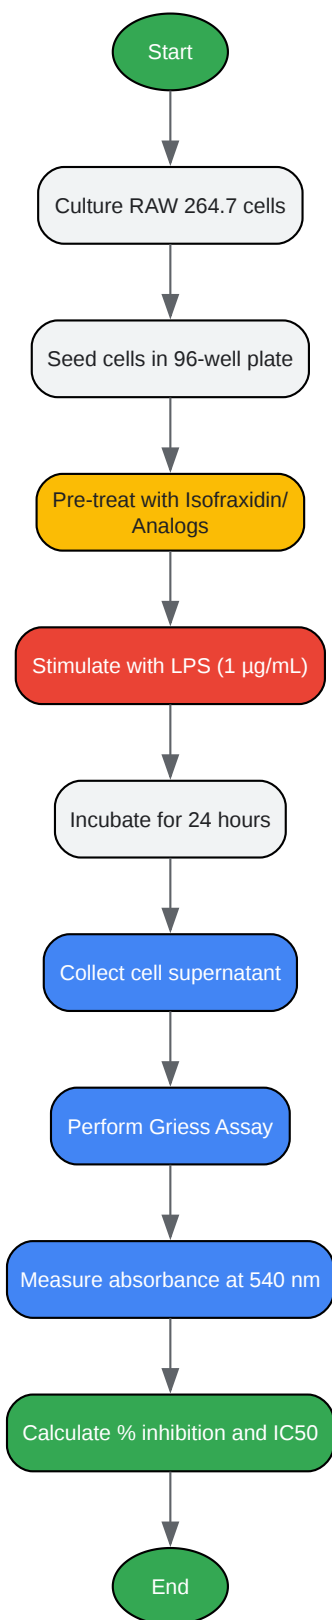 Start
Culture RAW 264.7 cells
Seed cells in 96-well plate
Pre-treat with Isofraxidin/
Analogs
Stimulate with LPS (1 µg/mL)
Incubate for 24 hours
Collect cell supernatant
Perform Griess Assay
Measure absorbance at 540 nm
Calculate % inhibition and IC50
End